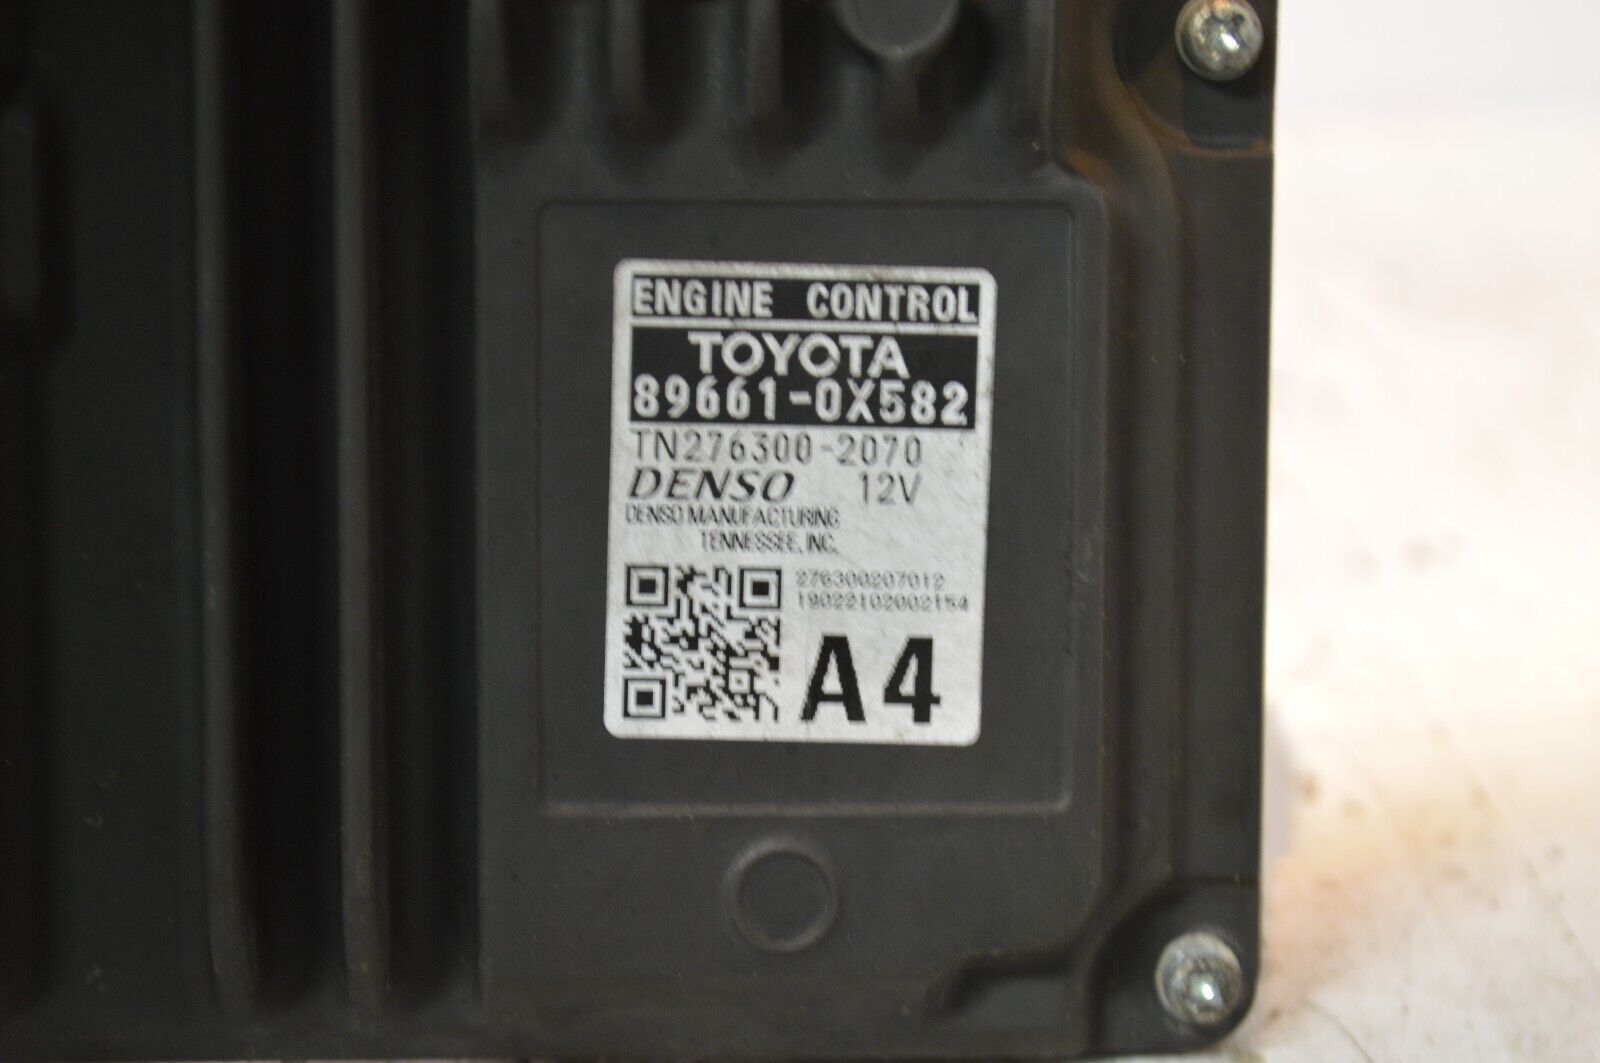 ENGINE CONTROL
TOYOTA
89661-0X582
TN276300-2070
DENSO 12V
DENSO MANUFACTURING
TENNESSEE, INC.
276300207012
19022102002154
A4